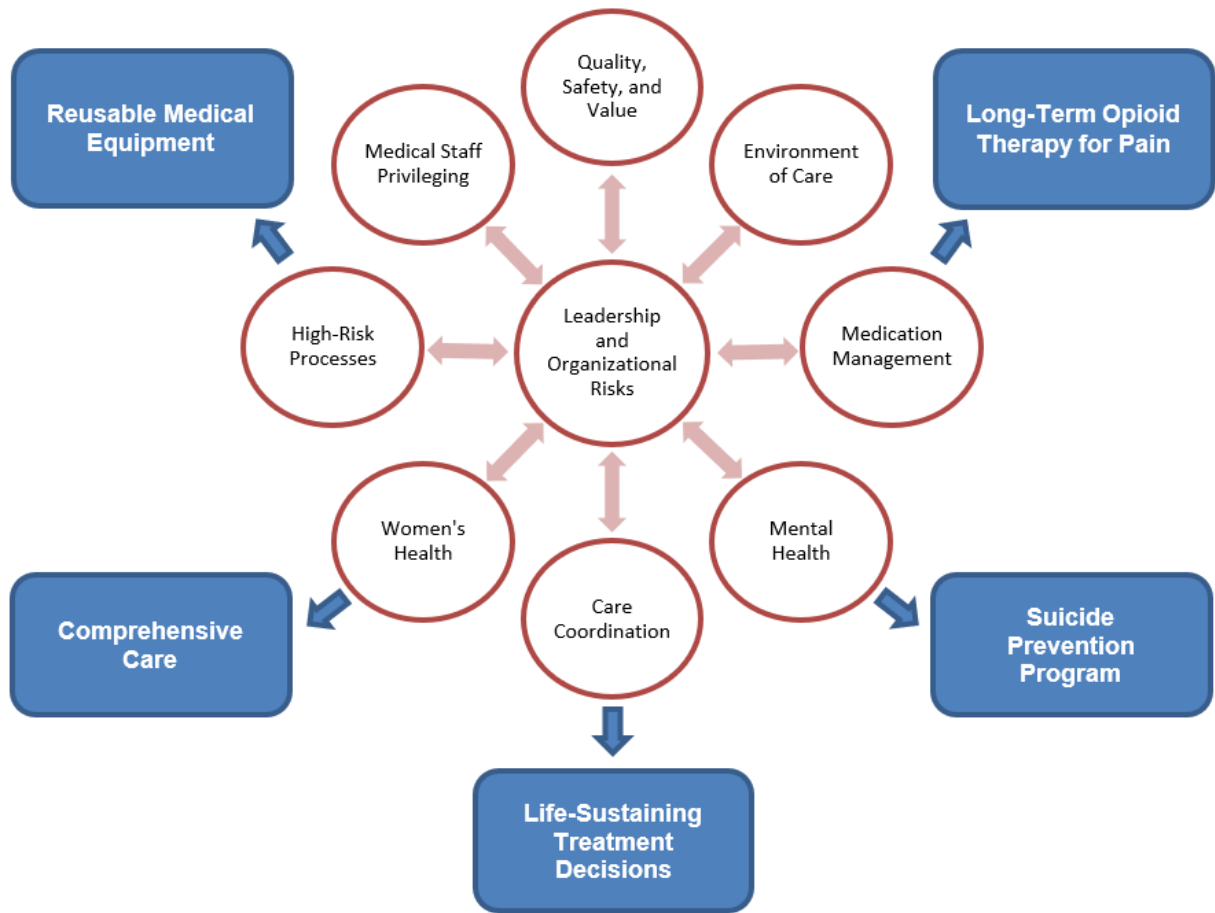 Quality,
Safety, and
Value
Reusable Medical
Equipment
Long-Term Opioid
Therapy for Pain
Medical Staff
Privileging
Environment
of Care
High-Risk
Processes
Leadership
and
Organizational
Risks
Medication
Management
Women's
Health
Mental
Health
Care
Coordination
Comprehensive
Care
Suicide
Prevention
Program
Life-Sustaining
Treatment
Decisions